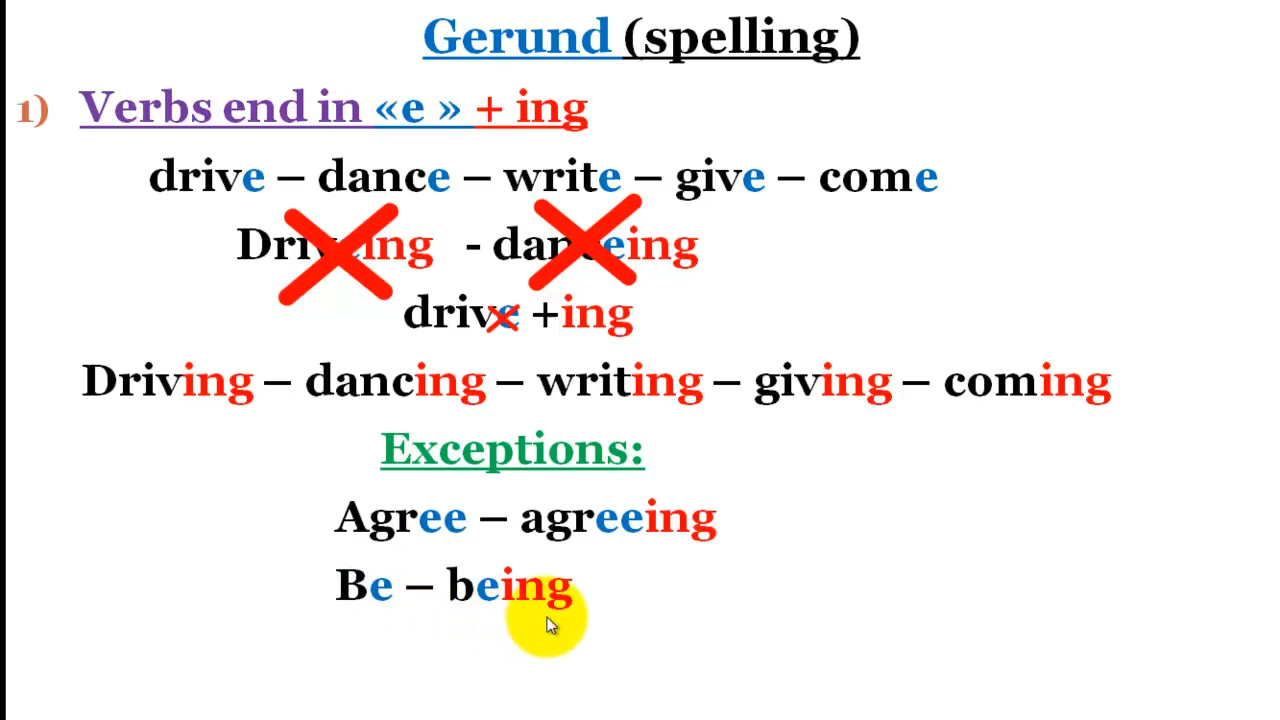 Gerund (spelling)
1) Verbs end in «e » + ing
drive – dance – write – give – come
Driveing - danceing
drive +ing
Driving – dancing – writing – giving – coming
Exceptions:
Agree – agreeing
Be – being